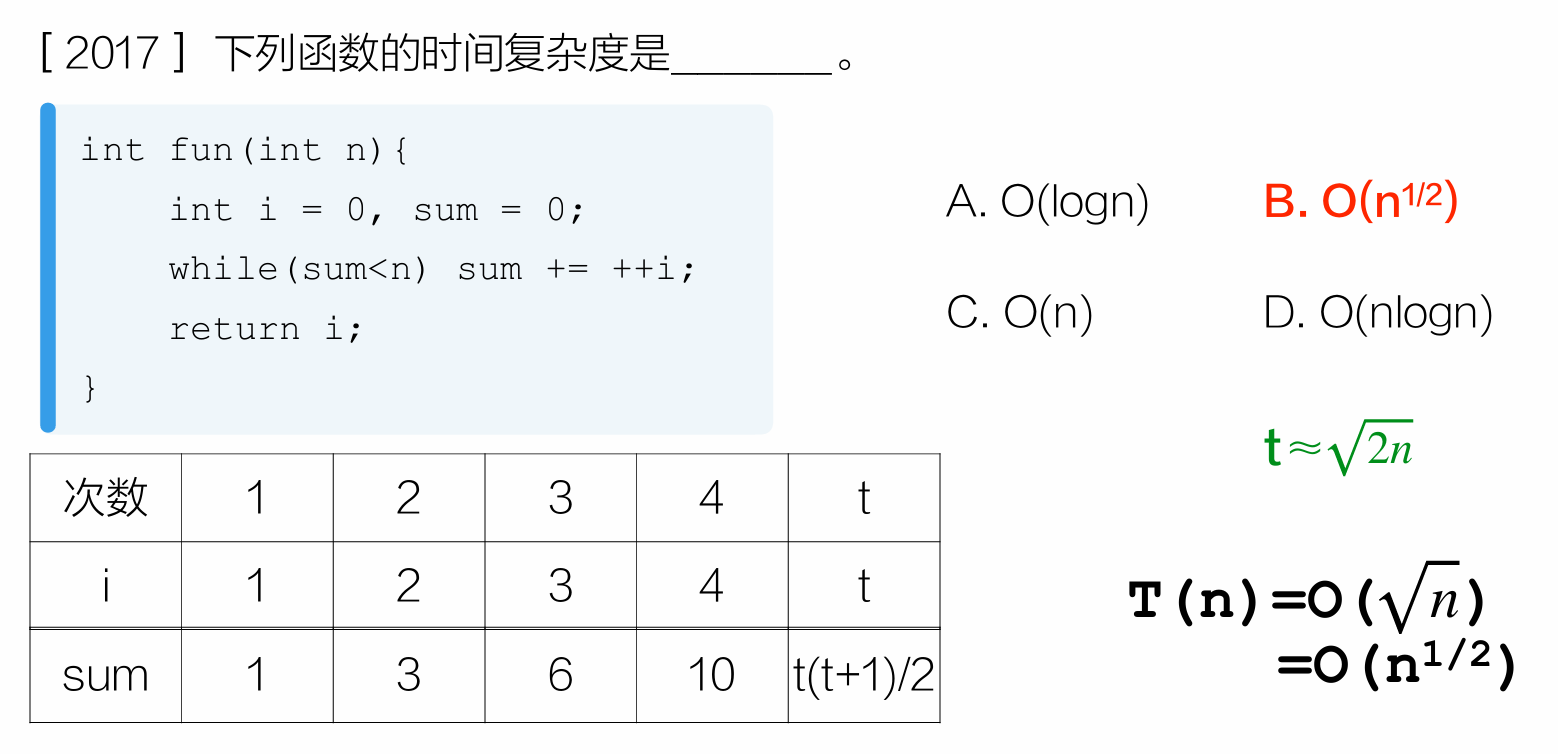 [ 2017 ] 下列函数的时间复杂度是________。
int fun(int n){
int i = 0, sum = 0;
while(sum<n) sum += ++i;
return i;
}
A. O(logn) B. O(n^{1/2})
C. O(n) D. O(nlogn)
t≈√2n
次数 1 2 3 4 t
i 1 2 3 4 t
sum 1 3 6 10 t(t+1)/2
T(n)=O(√n)
=O(n^{1/2})